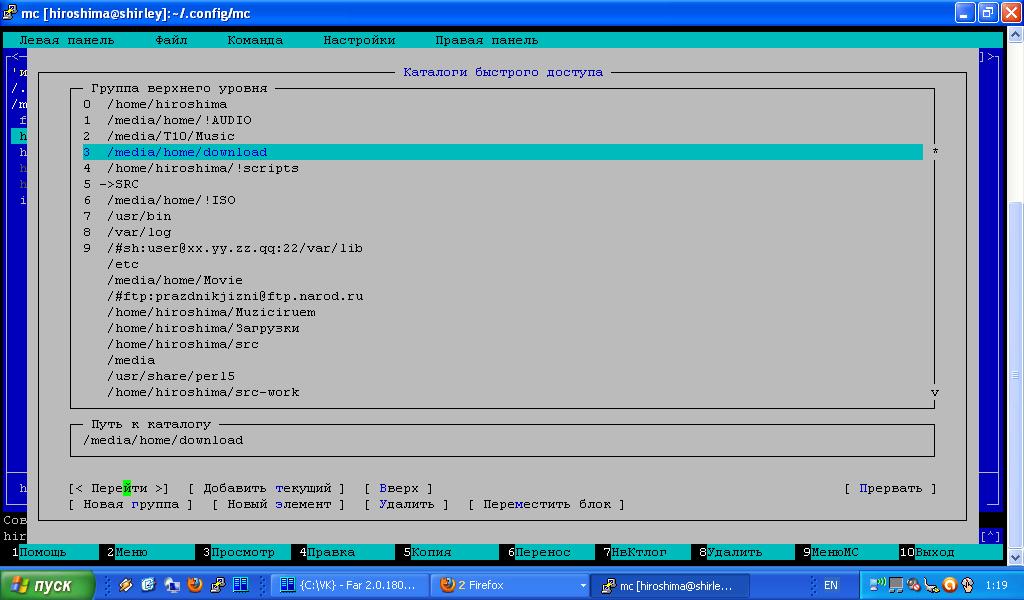 mc [hiroshima@shirley]:~/.config/mc
Левая панель Файл Команда Настройки Правая панель
Каталоги быстрого доступа
Группа верхнего уровня
0 /home/hiroshima
1 /media/home/!AUDIO
2 /media/T10/Music
3 /media/home/download
4 /home/hiroshima/!scripts
5 ->SRC
6 /media/home/!ISO
7 /usr/bin
8 /var/log
9 /#sh:user@xx.yy.zz.qq:22/var/lib
/etc
/media/home/Movie
/#ftp:prazdnikjizni@ftp.narod.ru
/home/hiroshima/Muziciruem
/home/hiroshima/Загрузки
/home/hiroshima/src
/media
/usr/share/perl5
/home/hiroshima/src-work
Путь к каталогу
/media/home/download
[< Перейти >] [ Добавить текущий ] [ Вверх ] [ Прервать ]
[ Новая группа ] [ Новый элемент ] [ Удалить ] [ Переместить блок ]
Сов
hir [^]
1Помощь 2Меню 3Просмотр 4Правка 5Копия 6Перенос 7НвКтлог 8Удалить 9МенюМС 10Выход
пуск {C:\VK} - Far 2.0.180... 2 Firefox mc [hiroshima@shirle... EN 1:19